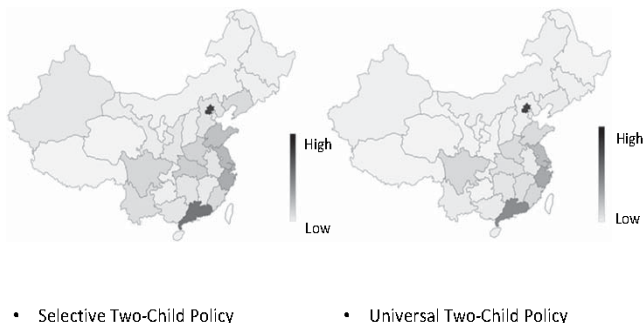 High
Low
High
Low
• Selective Two-Child Policy
• Universal Two-Child Policy